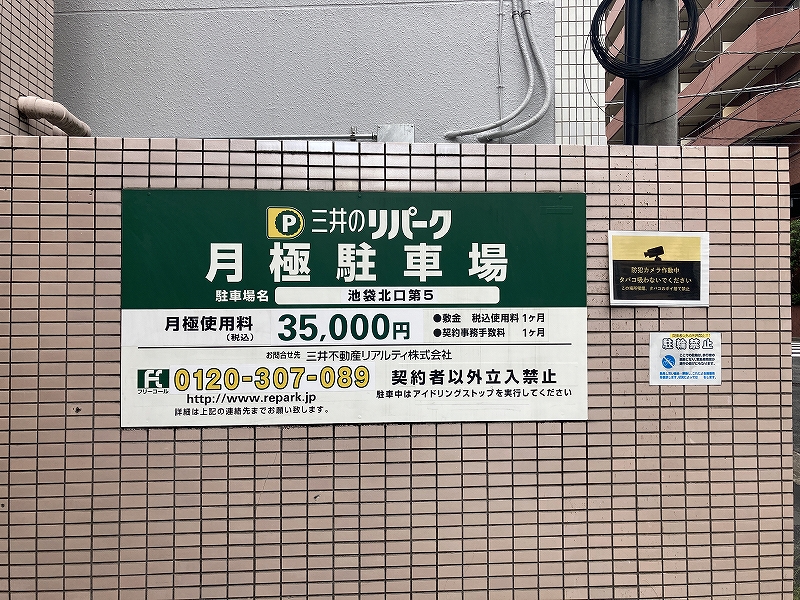 P 三井のリパーク
月極駐車場
駐車場名 池袋北口第5
月極使用料 (税込) 35,000円
●敷金 税込使用料1ヶ月
●契約事務手数料 1ヶ月
お問合せ先 三井不動産リアルティ株式会社
フリーコール 0120-307-089
http://www.repark.jp
詳細は上記の連絡先までお願い致します。
契約者以外立入禁止
駐車中はアイドリングストップを実行してください
防犯カメラ作動中
タバコ吸わないでください
駐輪禁止